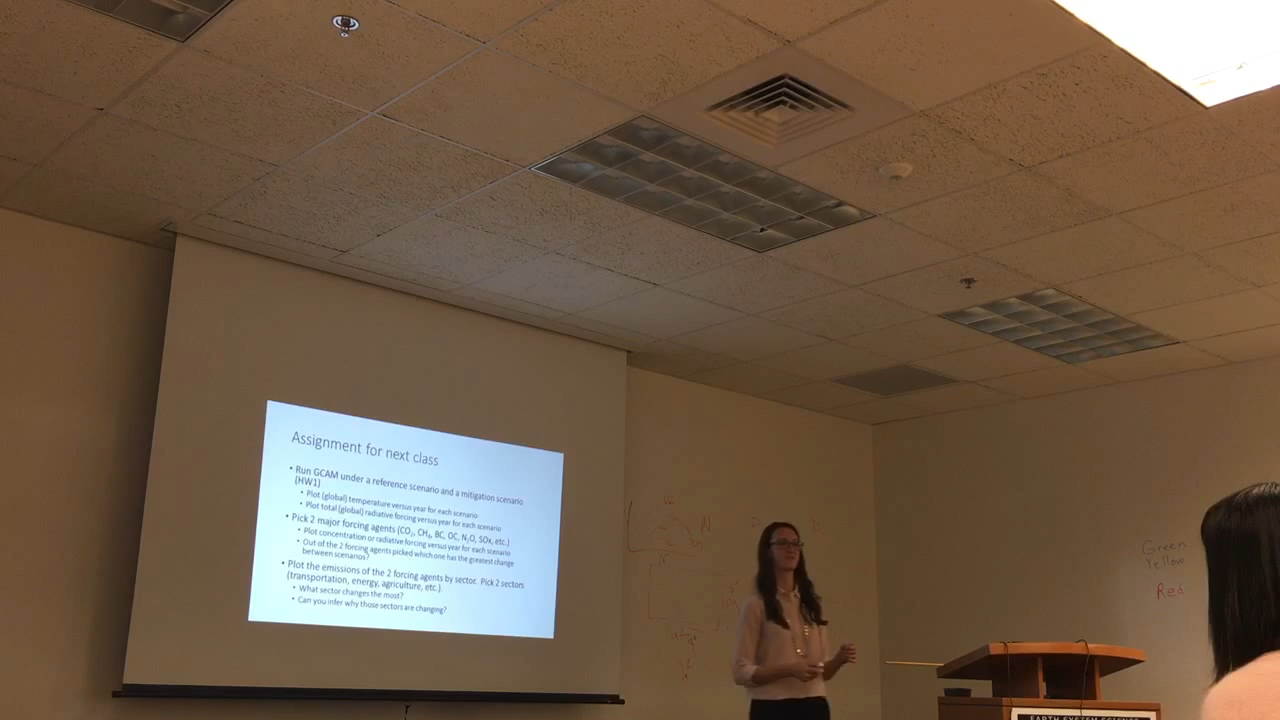 Assignment for next class
• Run GCAM under a reference scenario and a mitigation scenario
(HW1)
• Plot (global) temperature versus year for each scenario
• Plot total (global) radiative forcing versus year for each scenario
• Pick 2 major forcing agents (CO₂, CH₄, BC, OC, N₂O, SOx, etc.)
• Plot concentration or radiative forcing versus year for each scenario
• Out of the 2 forcing agents picked which one has the greatest change
between scenarios?
• Plot the emissions of the 2 forcing agents by sector. Pick 2 sectors
(transportation, energy, agriculture, etc.).
• What sector changes the most?
• Can you infer why those sectors are changing?
Green
Yellow
Red
EARTH SYSTEM SCIENCE